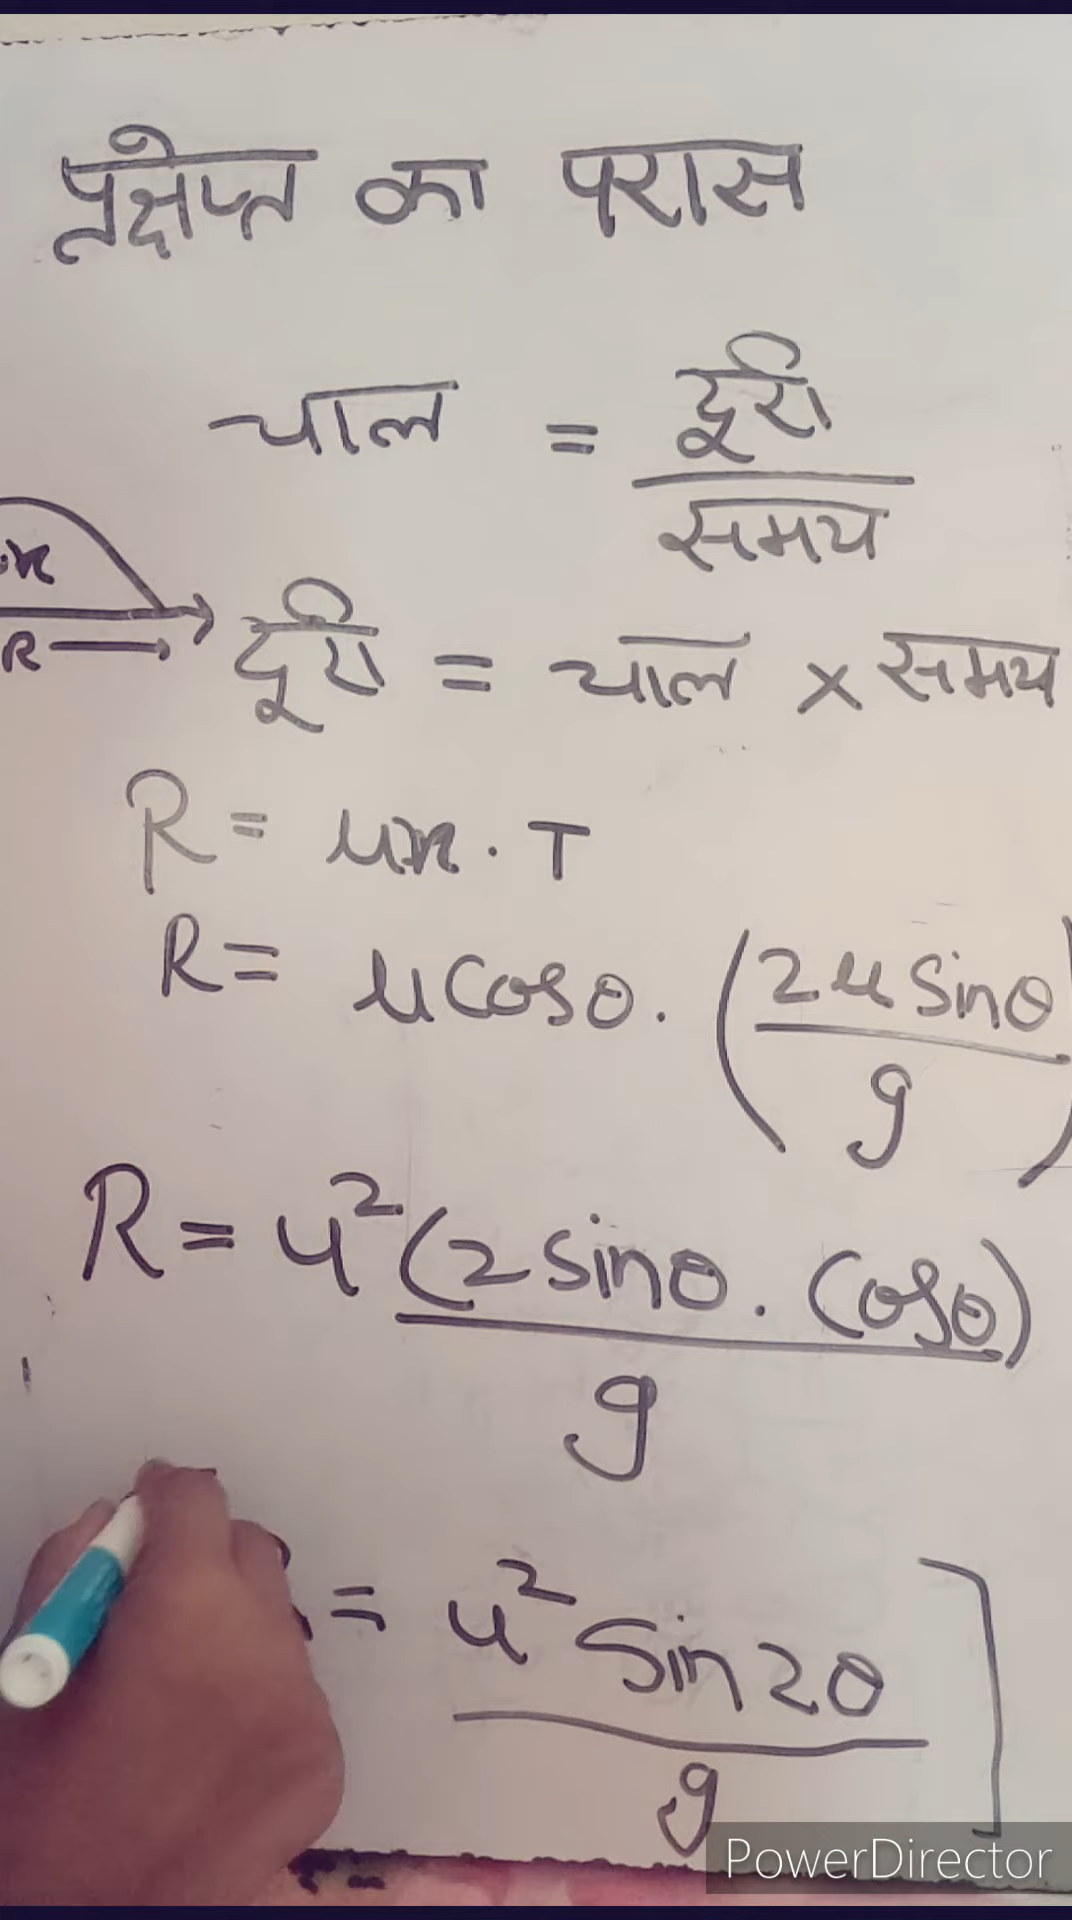 प्रक्षेप्त का परास
चाल = दूरी / समय
x
R →
दूरी = चाल × समय
R = ux . T
R = u cosθ . (2u sinθ / g)
R = u² (2 sinθ . cosθ) / g
= u² sin2θ / g ]
PowerDirector